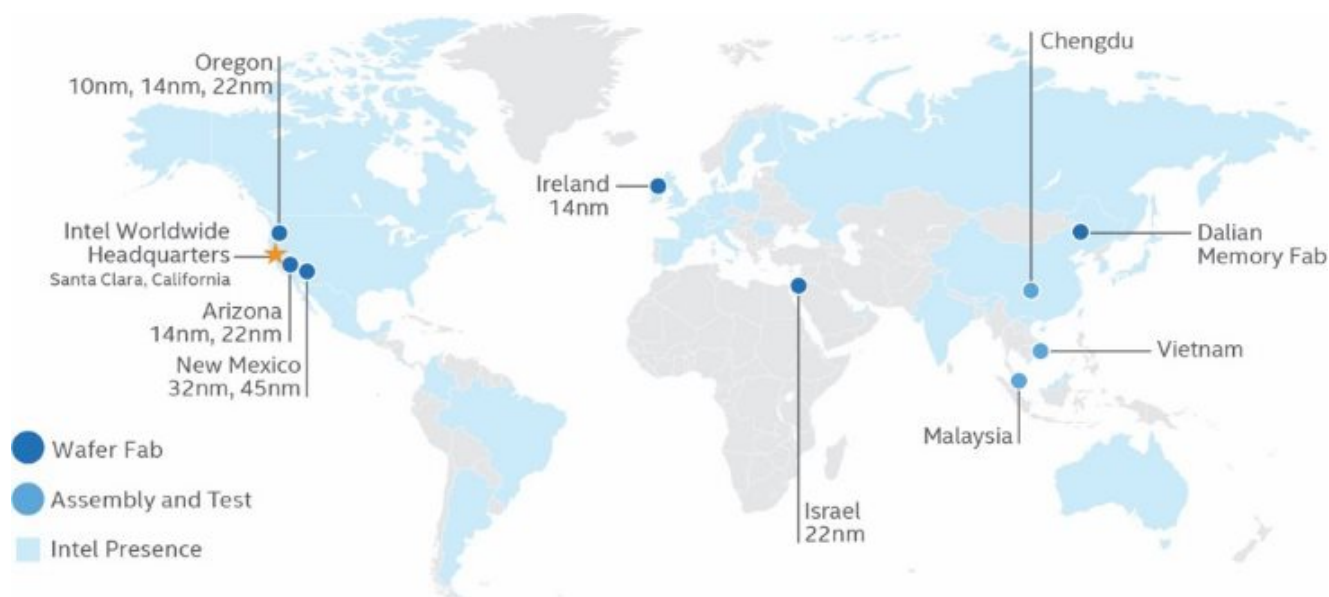 Oregon
10nm, 14nm, 22nm
Intel Worldwide
Headquarters
Santa Clara, California
Arizona
14nm, 22nm
New Mexico
32nm, 45nm
Wafer Fab
Assembly and Test
Intel Presence
Ireland
14nm
Israel
22nm
Chengdu
Dalian
Memory Fab
Vietnam
Malaysia